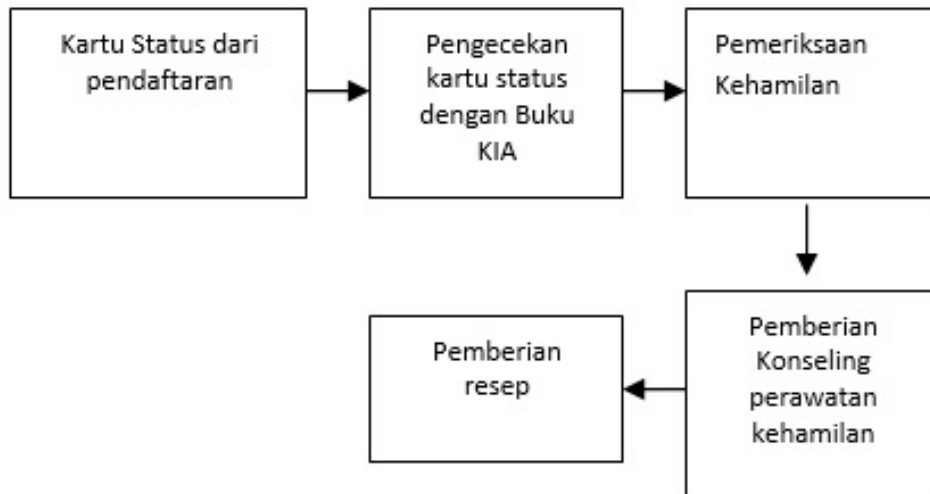 Kartu Status dari
pendaftaran
Pengecekan
kartu status
dengan Buku
KIA
Pemeriksaan
Kehamilan
Pemberian
Konseling
perawatan
kehamilan
Pemberian
resep